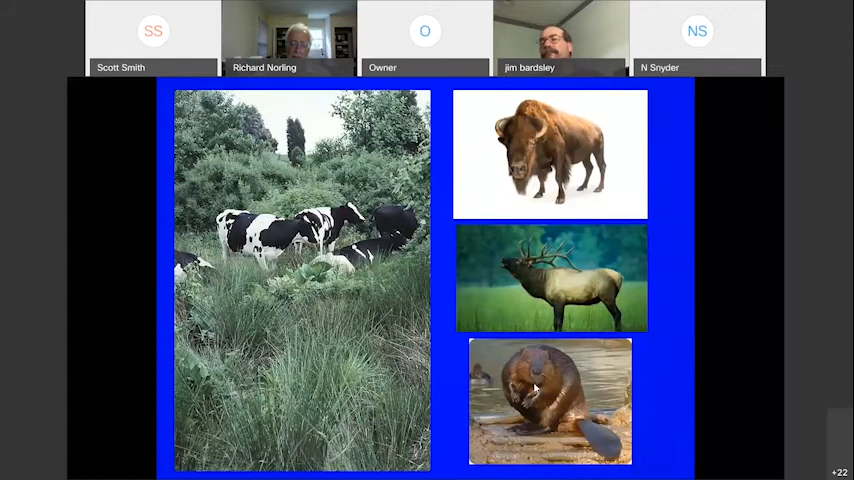 SS
O
NS
Scott Smith
Richard Norling
Owner
jim bardsley
N Snyder
+22